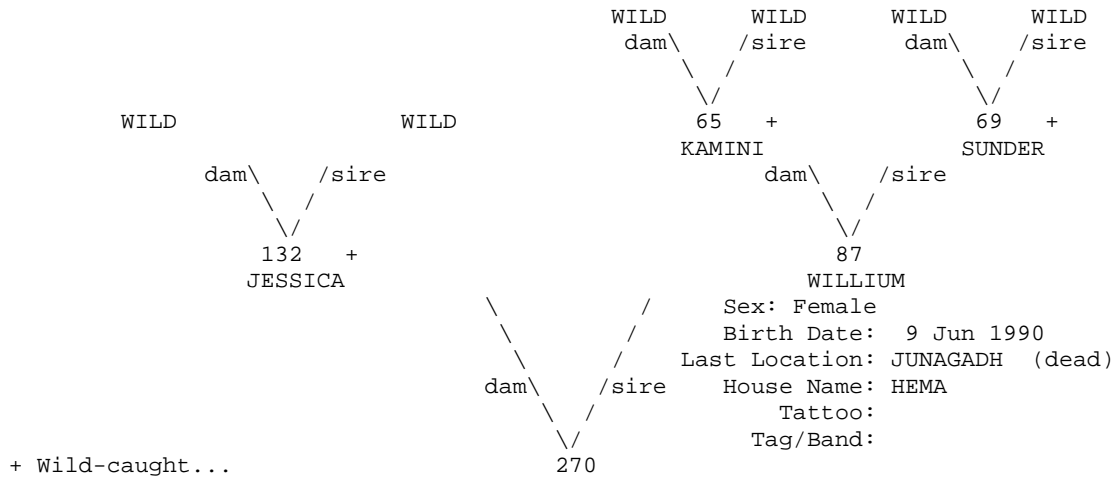 WILD WILD WILD WILD
dam\ /sire dam\ /sire
\ / \ /
\/ \/
WILD WILD 65 + 69 +
KAMINI SUNDER
dam\ /sire dam\ /sire
\ / \ /
\/ \/
132 + 87
JESSICA WILLIUM
\ / Sex: Female
\ / Birth Date: 9 Jun 1990
\ / Last Location: JUNAGADH (dead)
dam\ /sire House Name: HEMA
\ / Tattoo:
\/ Tag/Band:
+ Wild-caught... 270